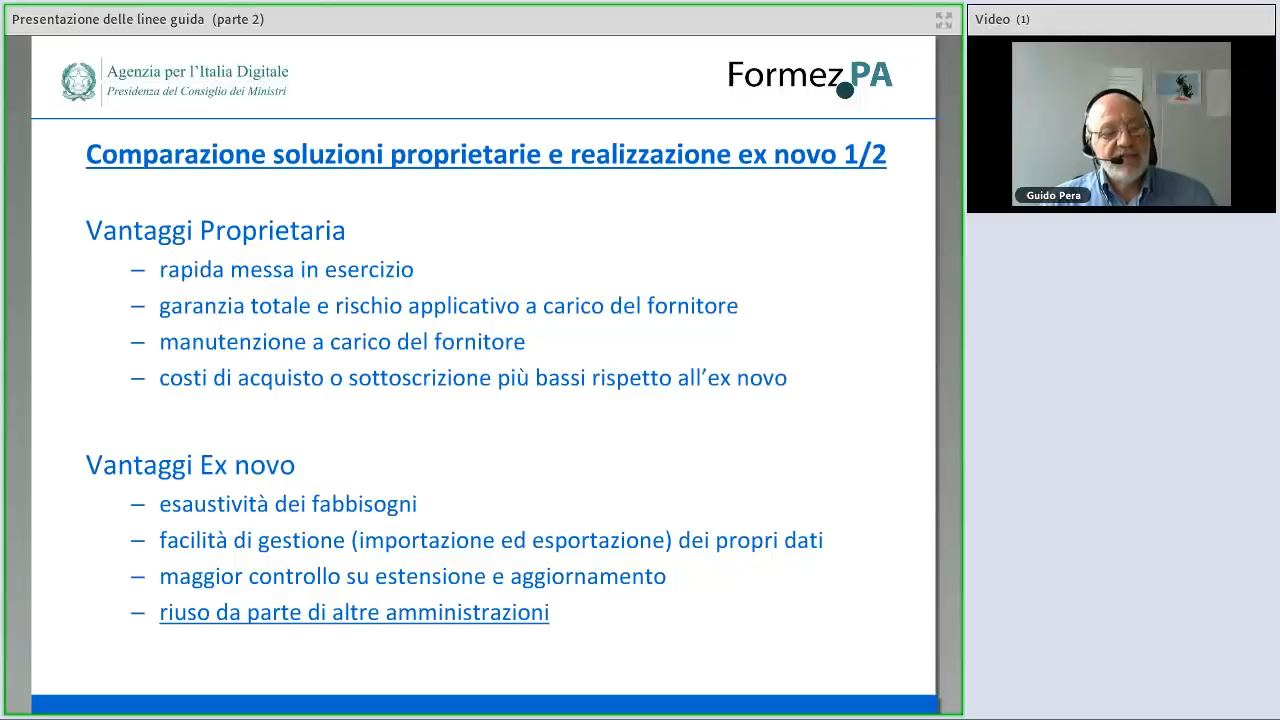 Presentazione delle linee guida (parte 2)
Video (1)
Agenzia per l'Italia Digitale
Presidenza del Consiglio dei Ministri
Formez PA
Guido Pera
Comparazione soluzioni proprietarie e realizzazione ex novo 1/2
Vantaggi Proprietaria
– rapida messa in esercizio
– garanzia totale e rischio applicativo a carico del fornitore
– manutenzione a carico del fornitore
– costi di acquisto o sottoscrizione più bassi rispetto all’ex novo
Vantaggi Ex novo
– esaustività dei fabbisogni
– facilità di gestione (importazione ed esportazione) dei propri dati
– maggior controllo su estensione e aggiornamento
– riuso da parte di altre amministrazioni